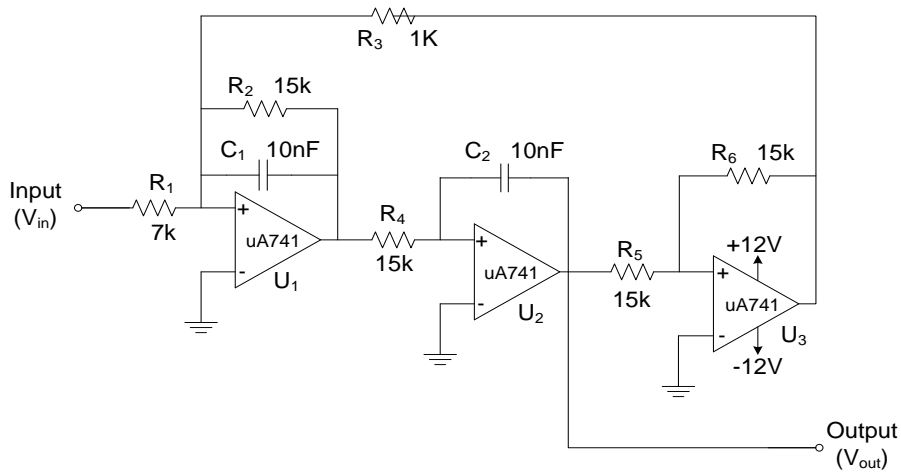 R3 1K
R2 15k
C1 10nF
C2 10nF
R6 15k
Input
(Vin)
R1
7k
+
-
uA741
U1
R4
15k
+
-
uA741
U2
R5
15k
+12V
+
-
uA741
U3
-12V
Output
(Vout)